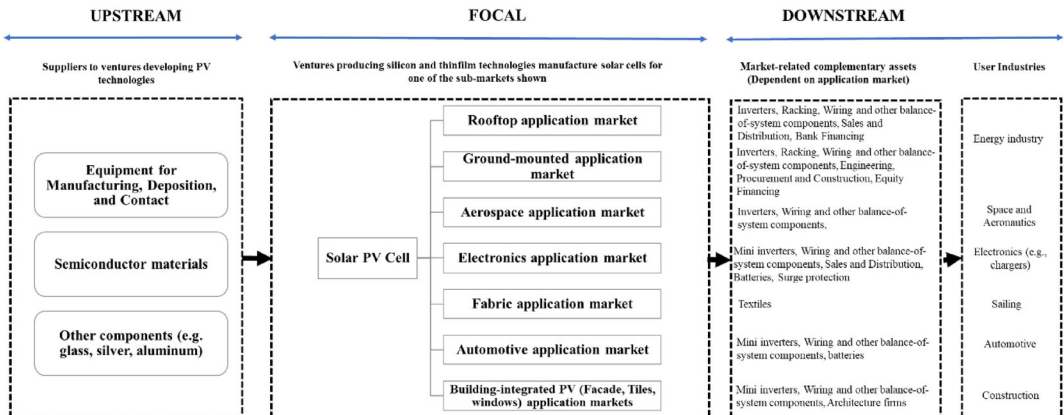 UPSTREAM
FOCAL
DOWNSTREAM
Suppliers to ventures developing PV
technologies
Ventures producing silicon and thinfilm technologies manufacture solar cells for
one of the sub-markets shown
Market-related complementary assets
(Dependent on application market)
User Industries
Equipment for
Manufacturing, Deposition,
and Contact
Semiconductor materials
Other components (e.g.
glass, silver, aluminum)
Solar PV Cell
Rooftop application market
Ground-mounted application
market
Aerospace application market
Electronics application market
Fabric application market
Automotive application market
Building-integrated PV (Facade, Tiles,
windows) application markets
Inverters, Racking, Wiring and other balance-
of-system components, Sales and
Distribution, Bank Financing
Inverters, Racking, Wiring and other balance-
of-system components, Engineering,
Procurement and Construction, Equity
Financing
Inverters, Wiring and other balance-of-
system components,
Mini inverters, Wiring and other balance-of-
system components, Sales and Distribution,
Batteries, Surge protection
Textiles
Mini inverters, Wiring and other balance-of-
system components, batteries
Mini inverters, Wiring and other balance-of-
system components, Architecture firms
Energy industry
Space and
Aeronautics
Electronics (e.g.,
chargers)
Sailing
Automotive
Construction